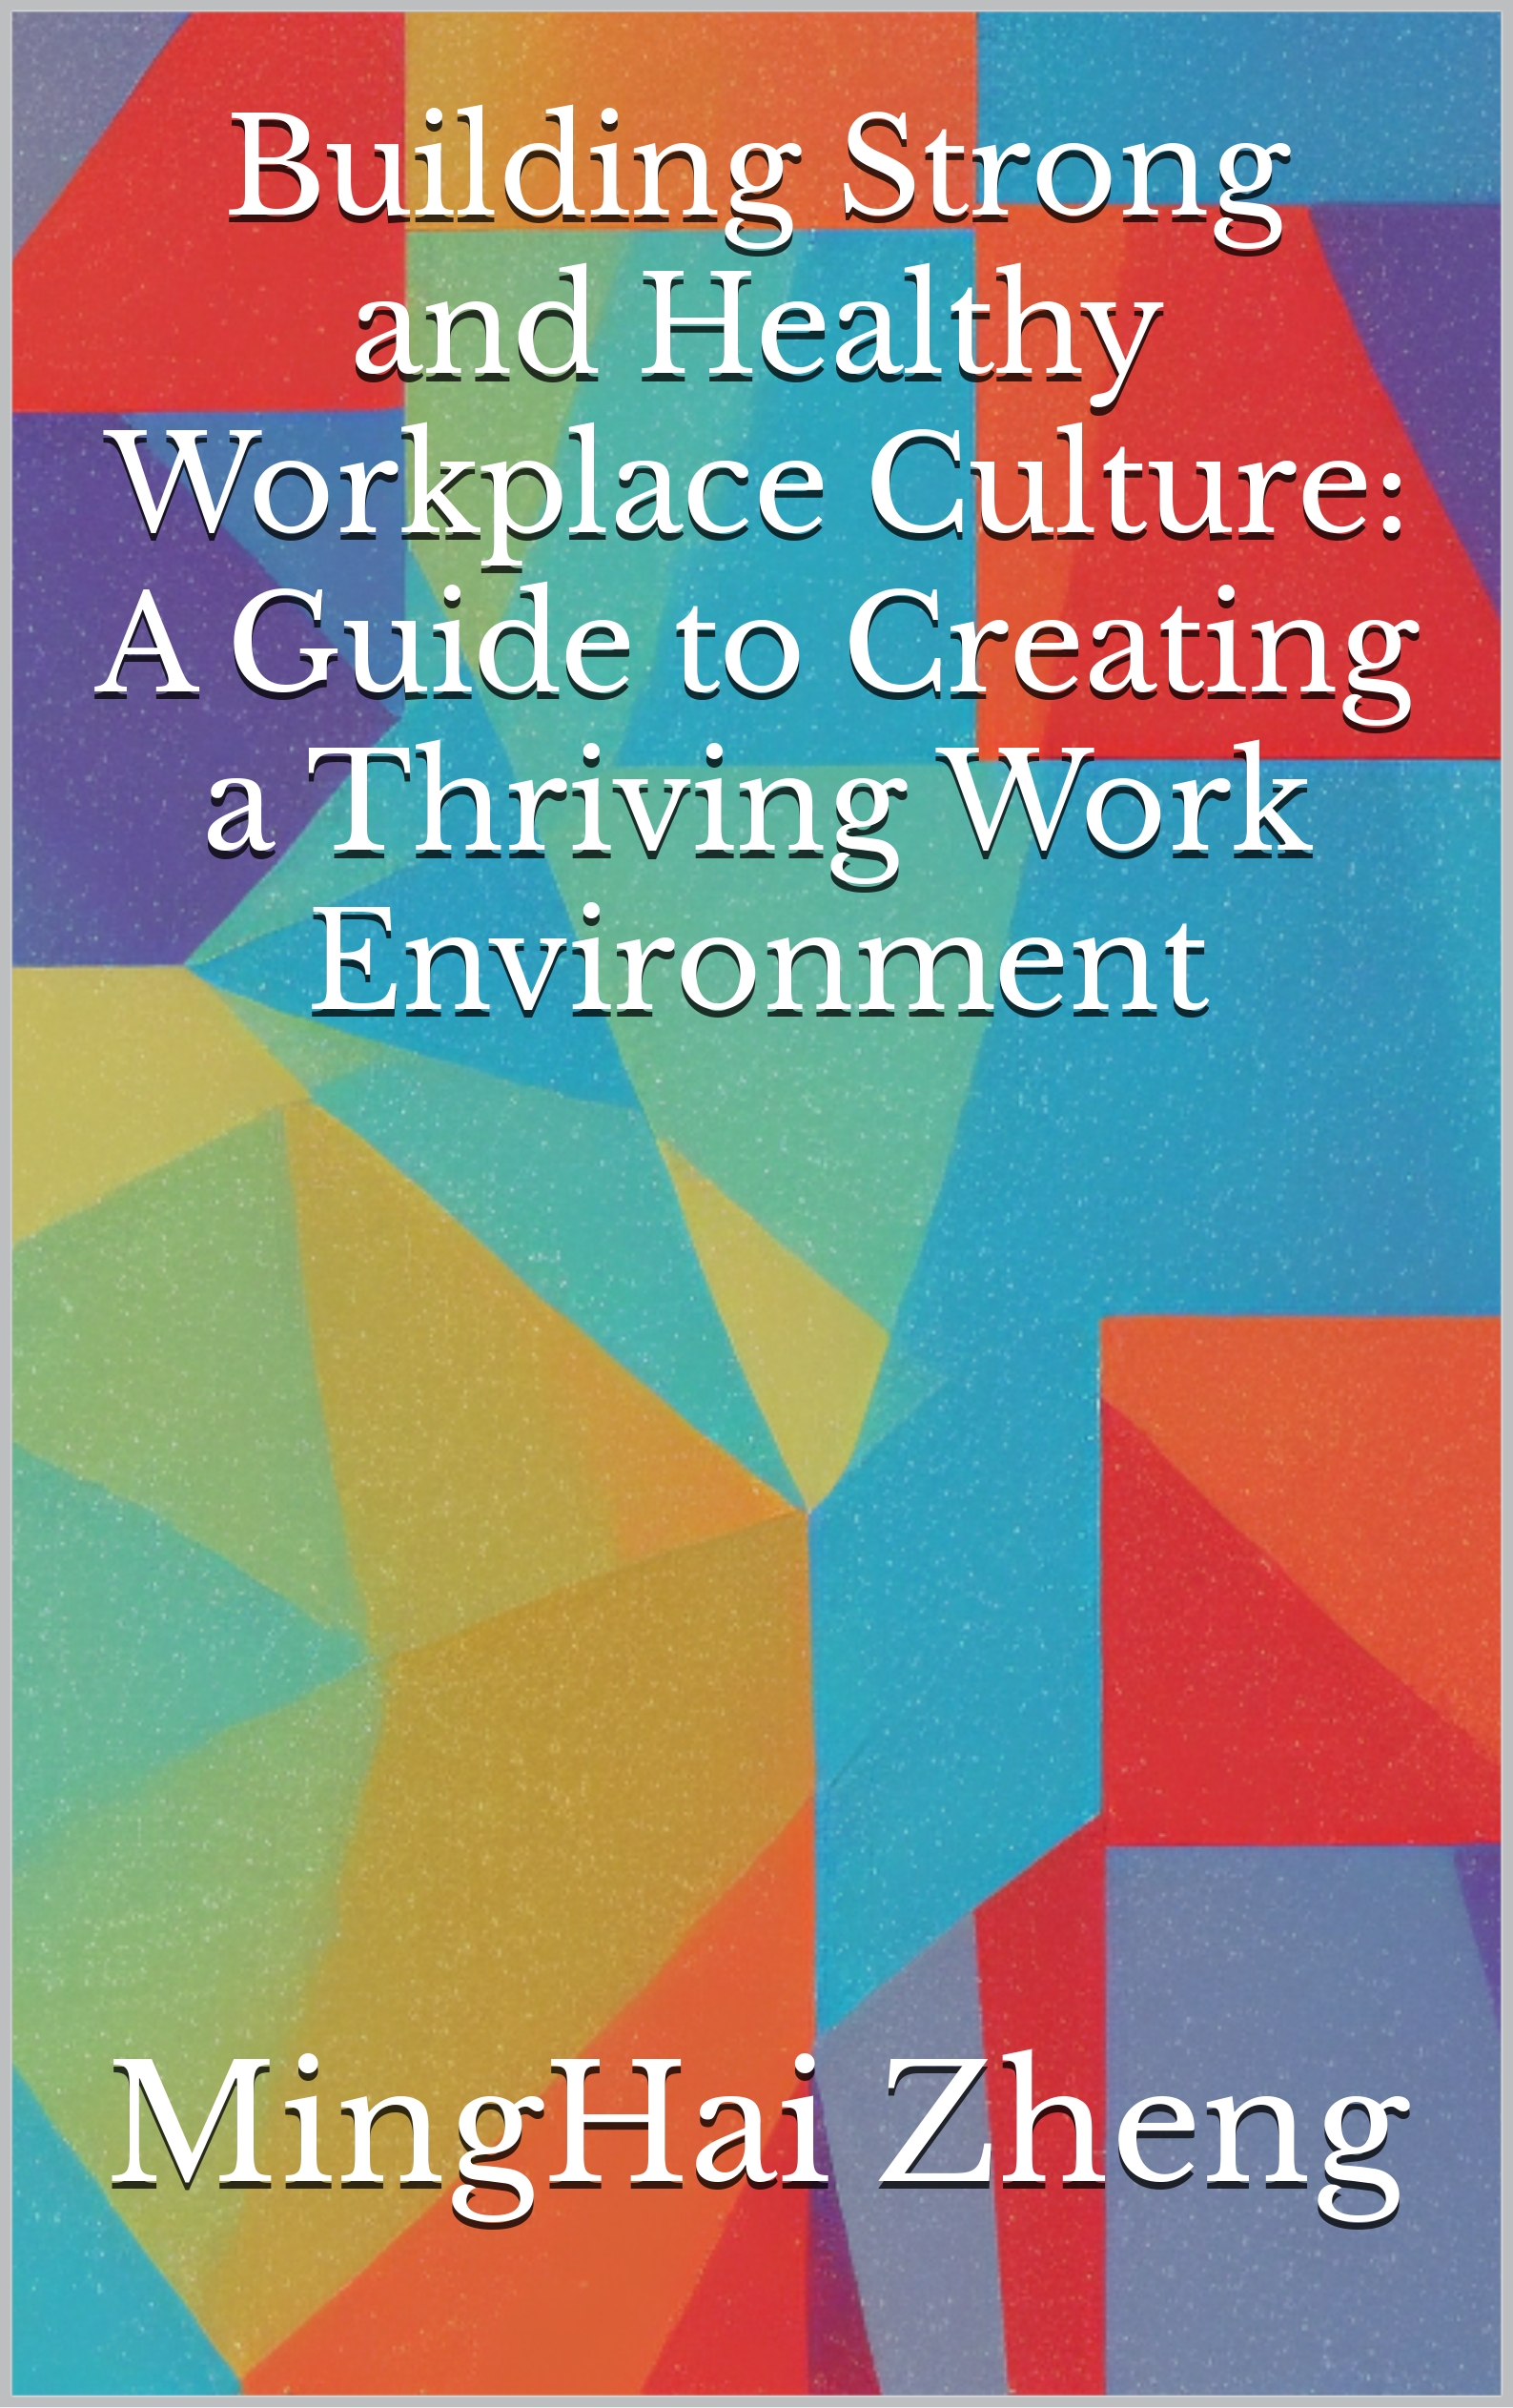 Building Strong
and Healthy
Workplace Culture:
A Guide to Creating
a Thriving Work
Environment
MingHai Zheng